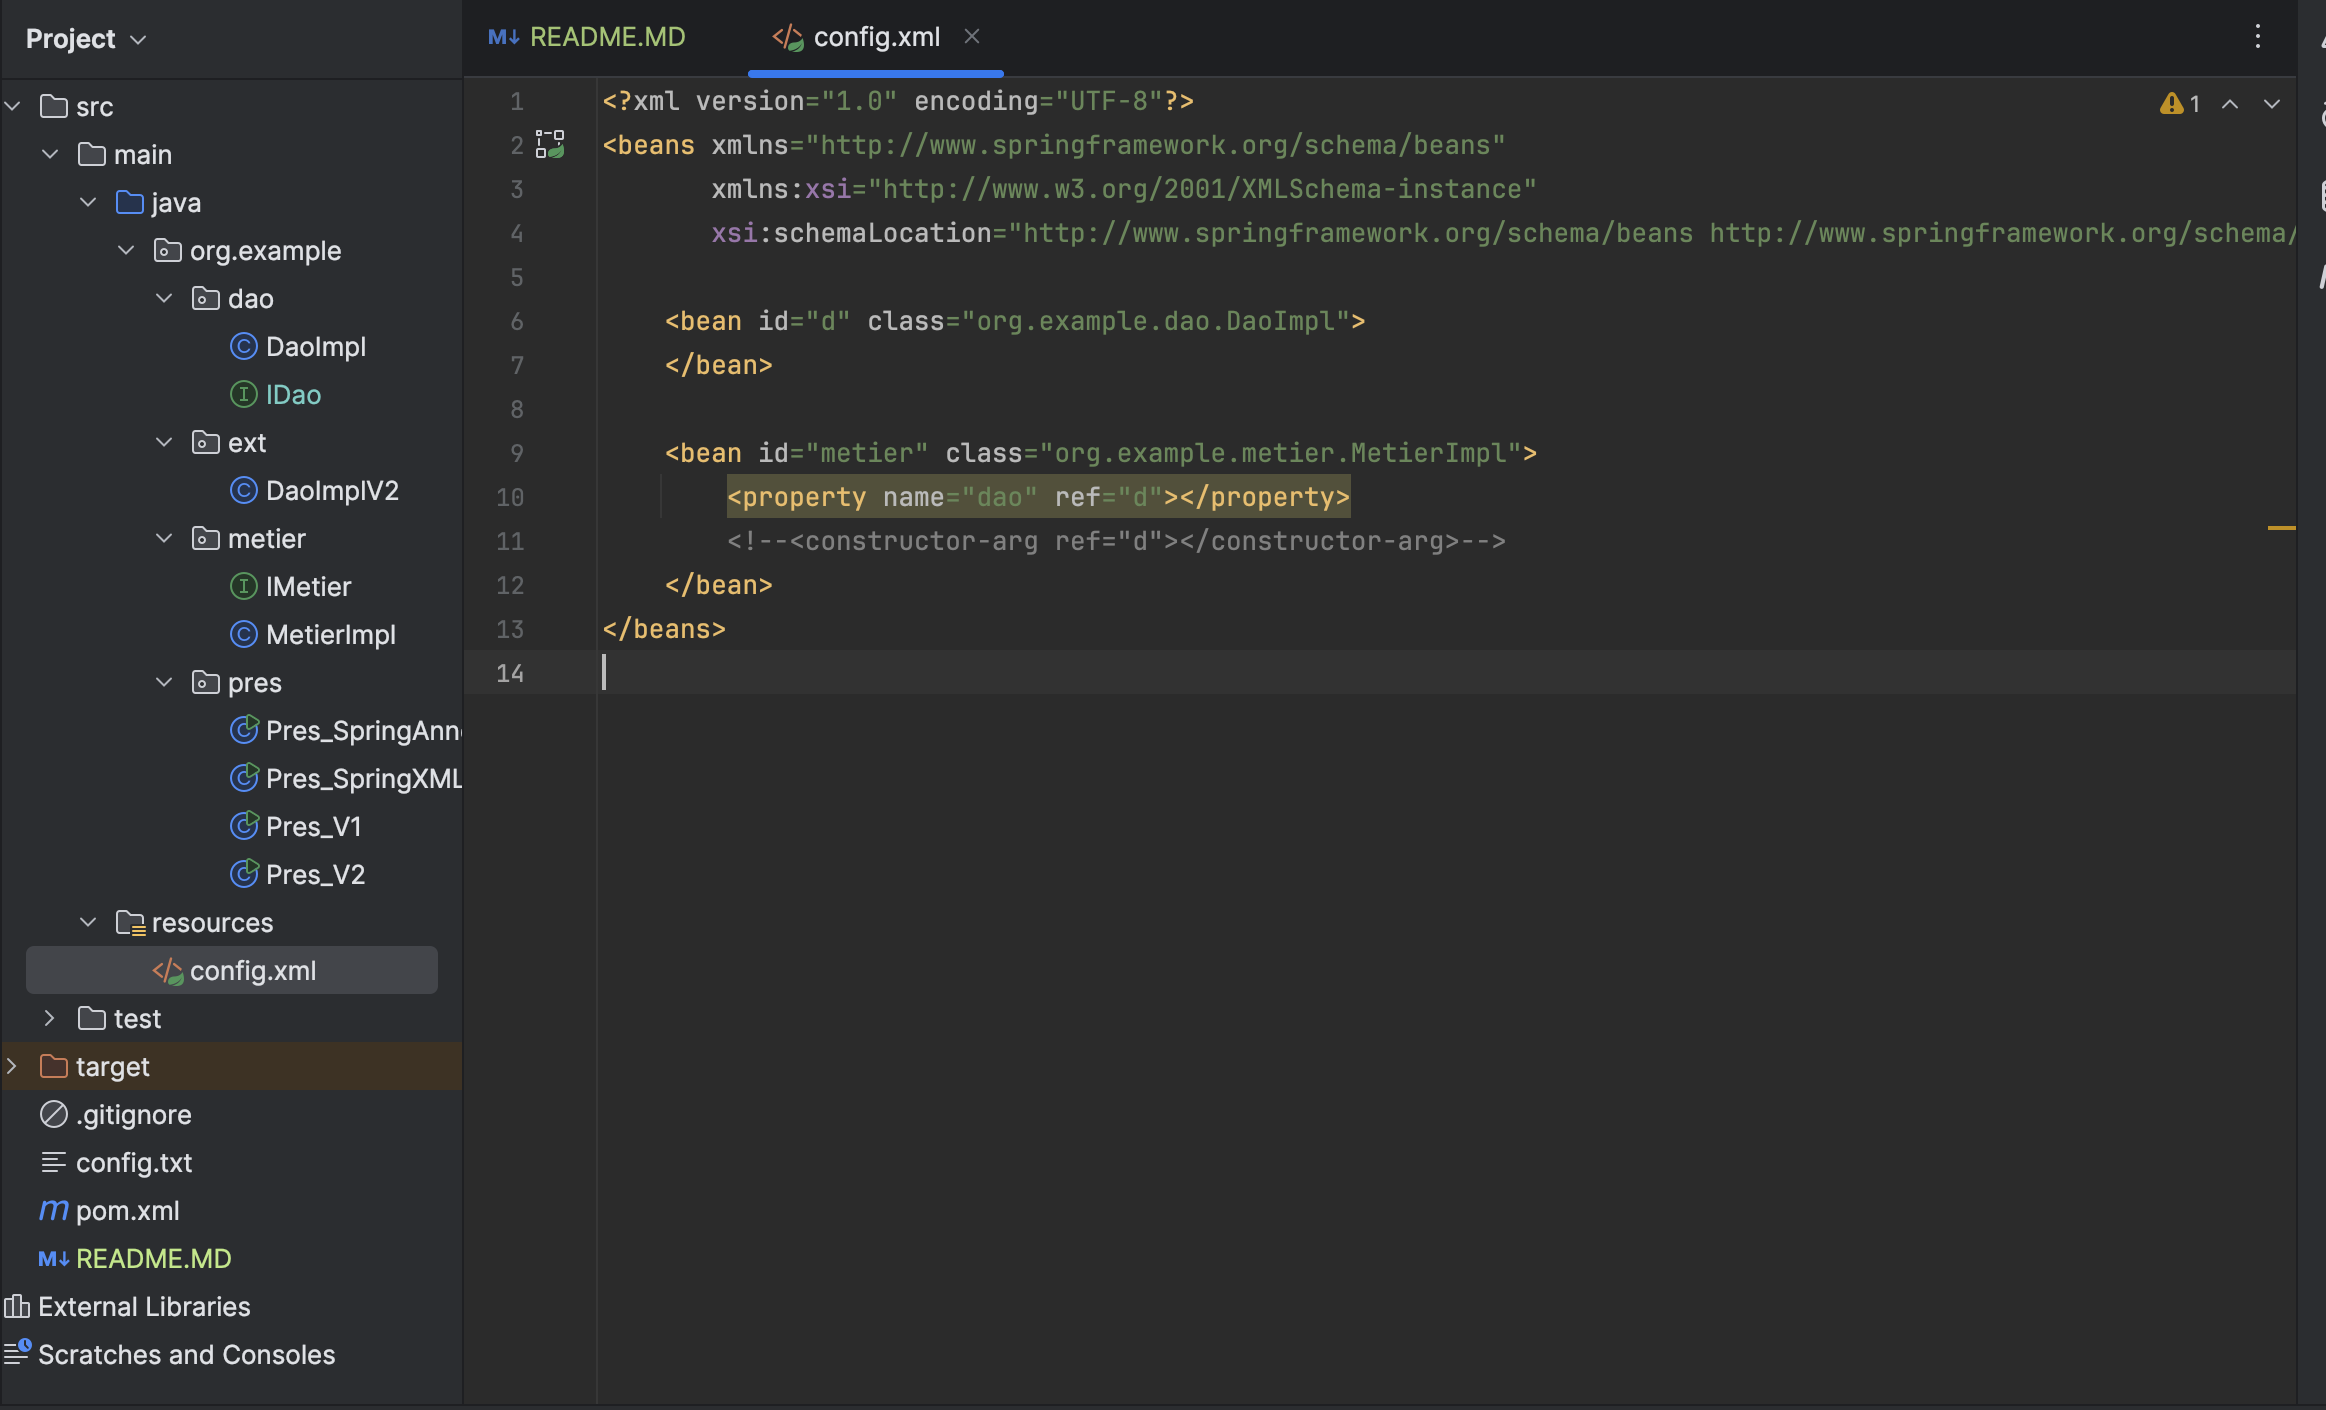 Project
src
main
java
org.example
dao
DaoImpl
IDao
ext
DaoImplV2
metier
IMetier
MetierImpl
pres
Pres_SpringAnn
Pres_SpringXML
Pres_V1
Pres_V2
resources
config.xml
test
target
.gitignore
config.txt
m pom.xml
M↓ README.MD
External Libraries
Scratches and Consoles
M↓ README.MD config.xml
1
1 <?xml version="1.0" encoding="UTF-8"?>
2 <beans xmlns="http://www.springframework.org/schema/beans"
3 xmlns:xsi="http://www.w3.org/2001/XMLSchema-instance"
4 xsi:schemaLocation="http://www.springframework.org/schema/beans http://www.springframework.org/schema/
5
6 <bean id="d" class="org.example.dao.DaoImpl">
7 </bean>
8
9 <bean id="metier" class="org.example.metier.MetierImpl">
10 <property name="dao" ref="d"></property>
11 <!--<constructor-arg ref="d"></constructor-arg>-->
12 </bean>
13 </beans>
14